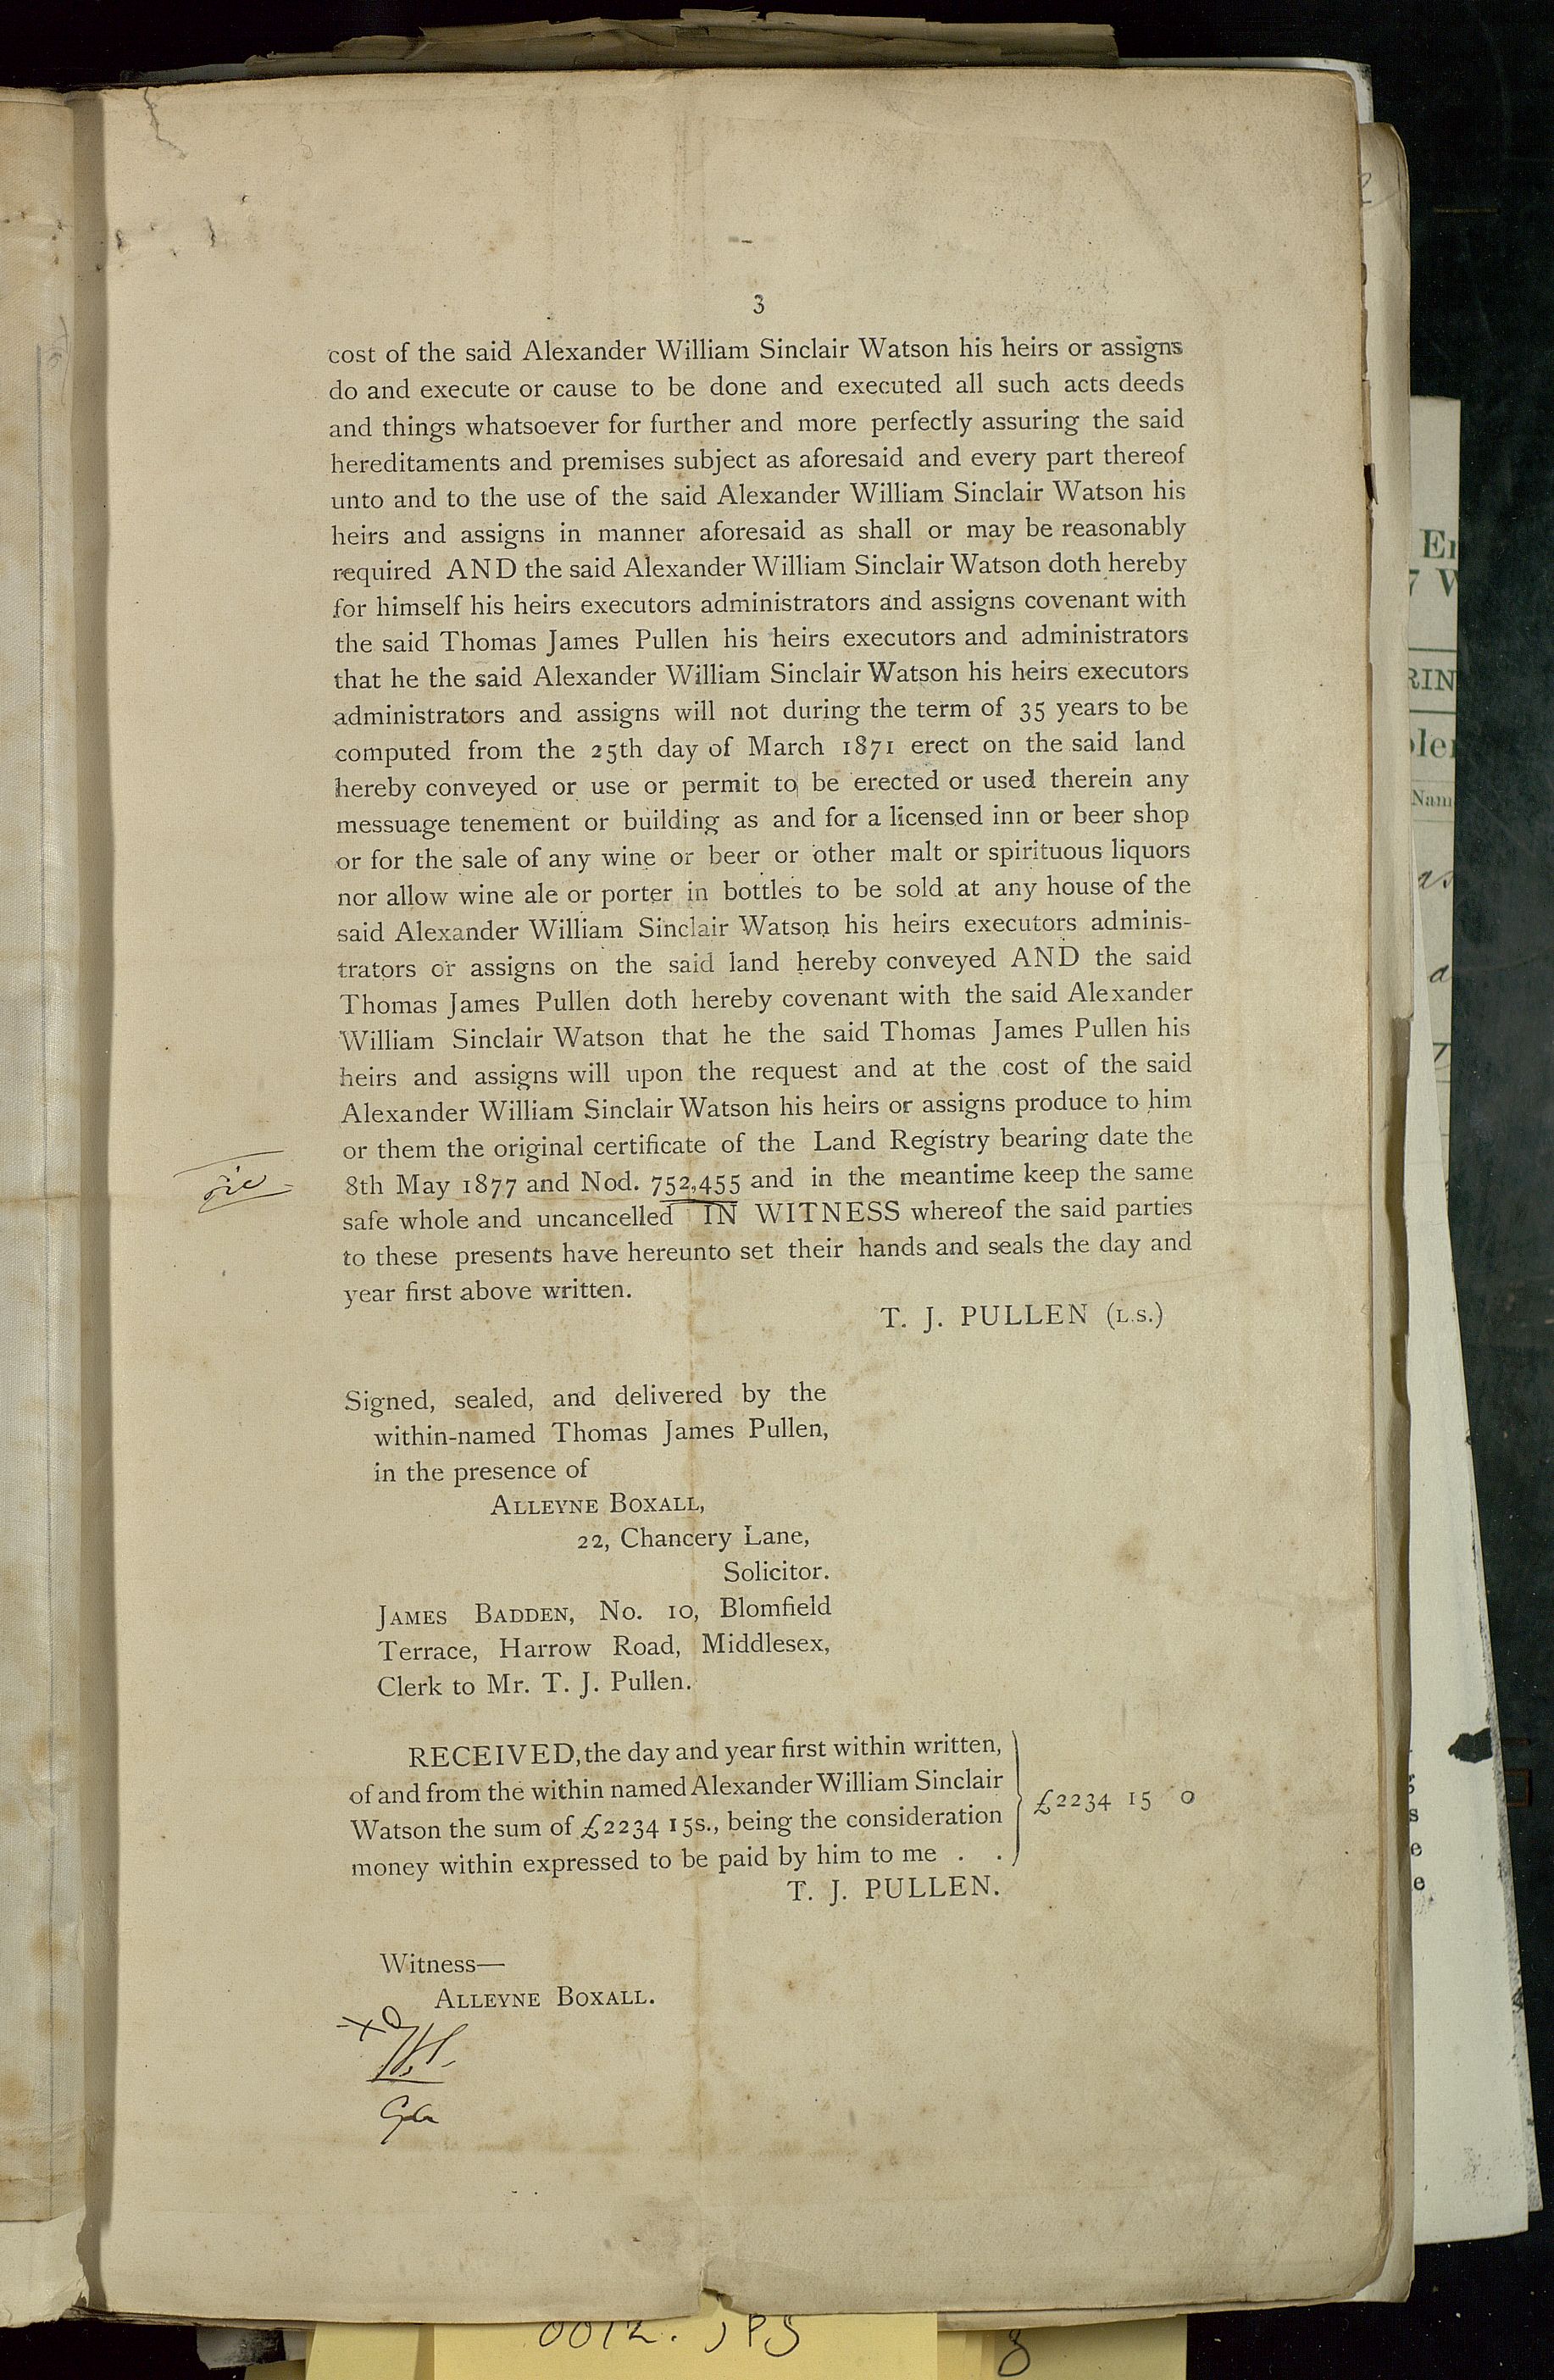 3
cost of the said Alexander William Sinclair Watson his heirs or assigns
do and execute or cause to be done and executed all such acts deeds
and things whatsoever for further and more perfectly assuring the said
hereditaments and premises subject as aforesaid and every part thereof
unto and to the use of the said Alexander William Sinclair Watson his
heirs and assigns in manner aforesaid as shall or may be reasonably
required AND the said Alexander William Sinclair Watson doth hereby
for himself his heirs executors administrators and assigns covenant with
the said Thomas James Pullen his heirs executors and administrators
that he the said Alexander William Sinclair Watson his heirs executors
administrators and assigns will not during the term of 35 years to be
computed from the 25th day of March 1871 erect on the said land
hereby conveyed or use or permit to be erected or used therein any
messuage tenement or building as and for a licensed inn or beer shop
or for the sale of any wine or beer or other malt or spirituous liquors
nor allow wine ale or porter in bottles to be sold at any house of the
said Alexander William Sinclair Watson his heirs executors adminis-
trators or assigns on the said land hereby conveyed AND the said
Thomas James Pullen doth hereby covenant with the said Alexander
William Sinclair Watson that he the said Thomas James Pullen his
heirs and assigns will upon the request and at the cost of the said
Alexander William Sinclair Watson his heirs or assigns produce to him
or them the original certificate of the Land Registry bearing date the
sic
8th May 1877 and Nod. 752,455 and in the meantime keep the same
safe whole and uncancelled IN WITNESS whereof the said parties
to these presents have hereunto set their hands and seals the day and
year first above written.
T. J. PULLEN (L.S.)
Signed, sealed, and delivered by the
within-named Thomas James Pullen,
in the presence of
ALLEYNE BOXALL,
22, Chancery Lane,
Solicitor.
JAMES BADDEN, No. 10, Blomfield
Terrace, Harrow Road, Middlesex,
Clerk to Mr. T. J. Pullen.
RECEIVED, the day and year first within written,
of and from the within named Alexander William Sinclair
Watson the sum of £2234 15s., being the consideration
money within expressed to be paid by him to me . .
£2234 15 0
T. J. PULLEN.
Witness—
ALLEYNE BOXALL.
0012.JPG